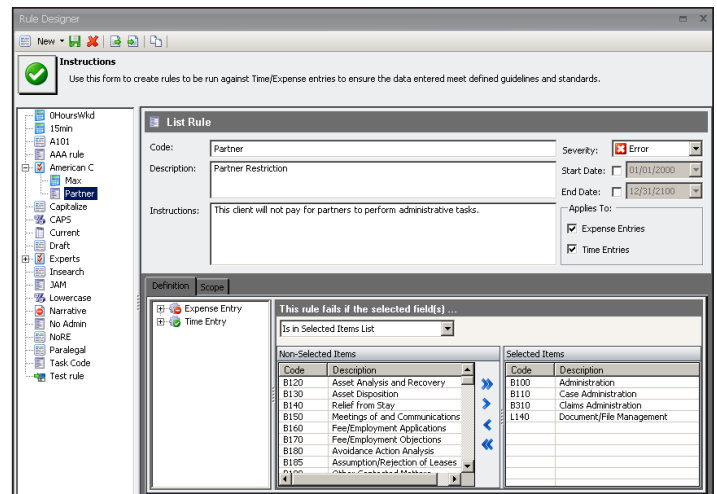 Rule Designer
New
Instructions
Use this form to create rules to be run against Time/Expense entries to ensure the data entered meet defined guidelines and standards.
0HoursWkd
15min
A101
AAA rule
American C
Max
Partner
Capitalize
CAPS
Current
Draft
Experts
Insearch
JAM
Lowercase
Narrative
No Admin
NoRE
Paralegal
Task Code
Test rule
List Rule
Code: Partner
Severity: Error
Description: Partner Restriction
Start Date: 01/01/2000
End Date: 12/31/2100
Instructions: This client will not pay for partners to perform administrative tasks.
Applies To:
Expense Entries
Time Entries
Definition Scope
Expense Entry
Time Entry
This rule fails if the selected field(s) ...
Is in Selected Items List
Non-Selected Items
Code Description
B120 Asset Analysis and Recovery
B130 Asset Disposition
B140 Relief from Stay
B150 Meetings of and Communications
B160 Fee/Employment Applications
B170 Fee/Employment Objections
B180 Avoidance Action Analysis
B185 Assumption/Rejection of Leases
B190 Other Contested Matters
Selected Items
Code Description
B100 Administration
B110 Case Administration
B310 Claims Administration
L140 Document/File Management